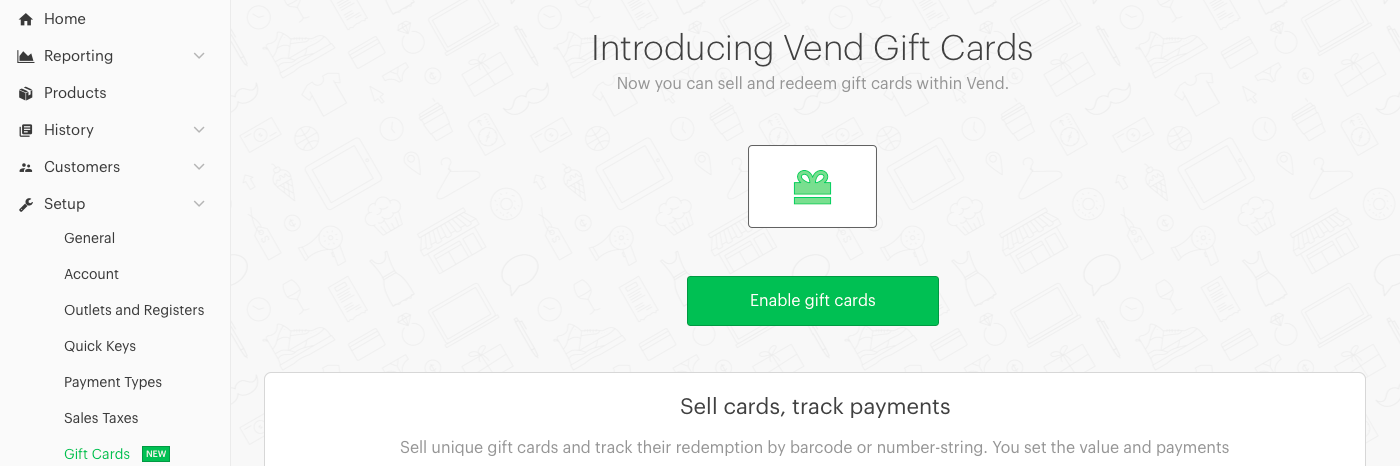 Home
Reporting
Products
History
Customers
Setup
General
Account
Outlets and Registers
Quick Keys
Payment Types
Sales Taxes
Gift Cards NEW
Introducing Vend Gift Cards
Now you can sell and redeem gift cards within Vend.
Enable gift cards
Sell cards, track payments
Sell unique gift cards and track their redemption by barcode or number-string. You set the value and payments